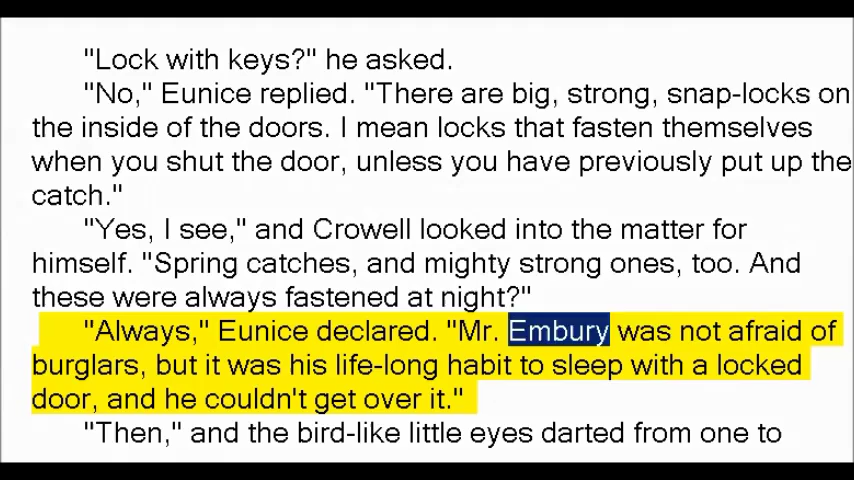 "Lock with keys?" he asked.
"No," Eunice replied. "There are big, strong, snap-locks on
the inside of the doors. I mean locks that fasten themselves
when you shut the door, unless you have previously put up the
catch."
"Yes, I see," and Crowell looked into the matter for
himself. "Spring catches, and mighty strong ones, too. And
these were always fastened at night?"
"Always," Eunice declared. "Mr. Embury was not afraid of
burglars, but it was his life-long habit to sleep with a locked
door, and he couldn't get over it."
"Then," and the bird-like little eyes darted from one to